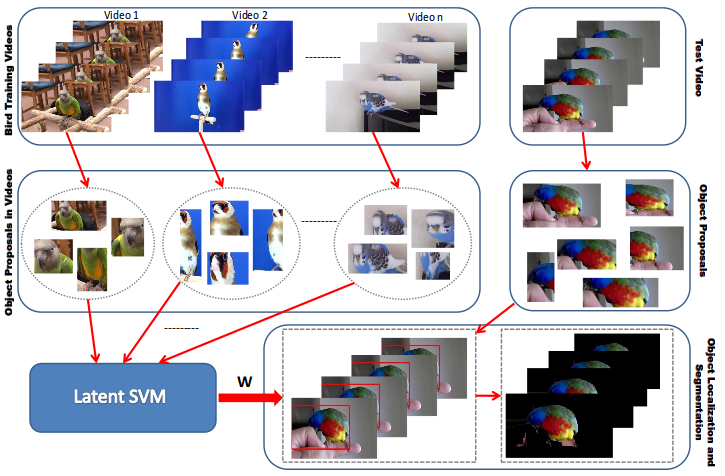 Video 1
Video 2
Video n
Bird Training Videos
----------
Test Video
Object Proposals in Videos
----------
Object Proposals
----------
Latent SVM
W
Object Localization and
Segmentation